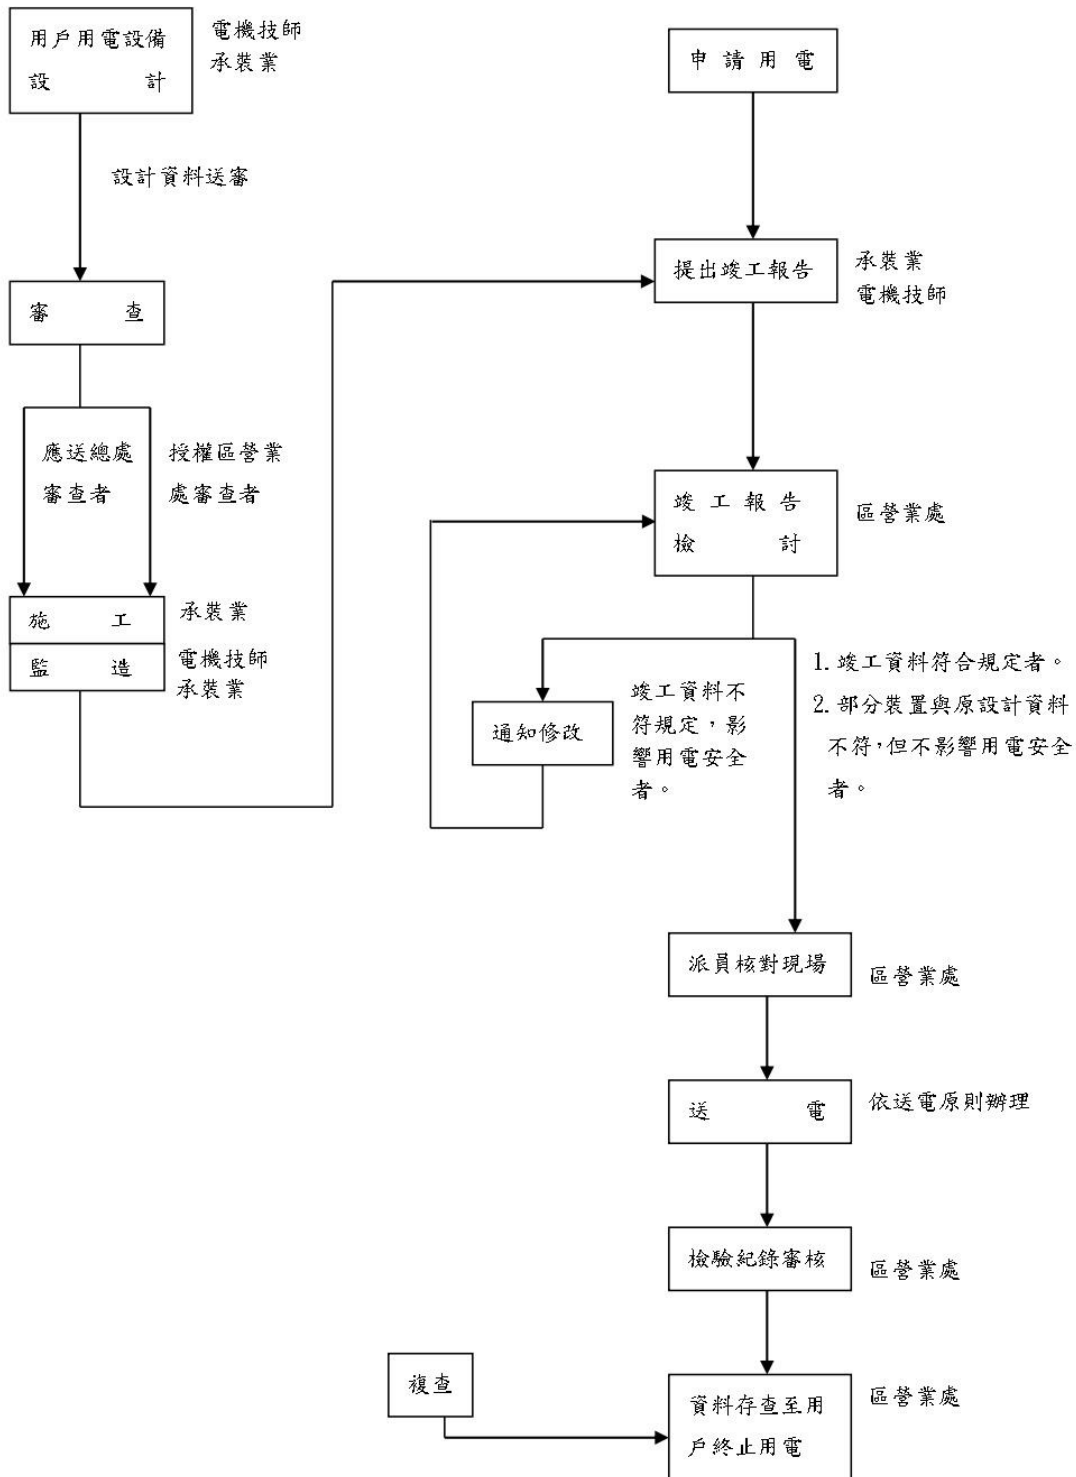 用戶用電設備
設計
電機技師
承裝業
設計資料送審
審查
應送總處
審查者
授權區營業
處審查者
施工
承裝業
監造
電機技師
承裝業
申請用電
提出竣工報告
承裝業
電機技師
竣工報告
檢討
區營業處
通知修改
竣工資料不
符規定，影
響用電安全
者。
1. 竣工資料符合規定者。
2. 部分裝置與原設計資料
不符，但不影響用電安全
者。
派員核對現場
區營業處
送電
依送電原則辦理
檢驗紀錄審核
區營業處
複查
資料存查至用
戶終止用電
區營業處